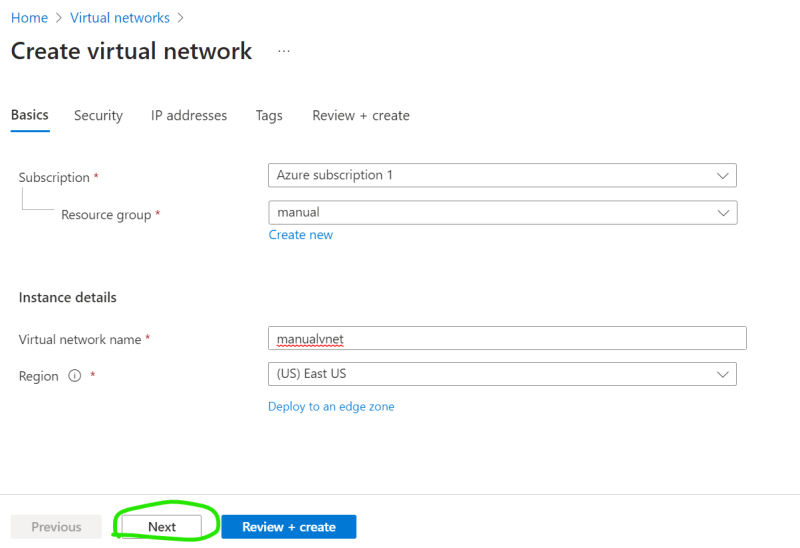 Home > Virtual networks >
Create virtual network ...
Basics Security IP addresses Tags Review + create
Subscription * Azure subscription 1
Resource group * manual
Create new
Instance details
Virtual network name * manualvnet
Region * (US) East US
Deploy to an edge zone
Previous Next Review + create